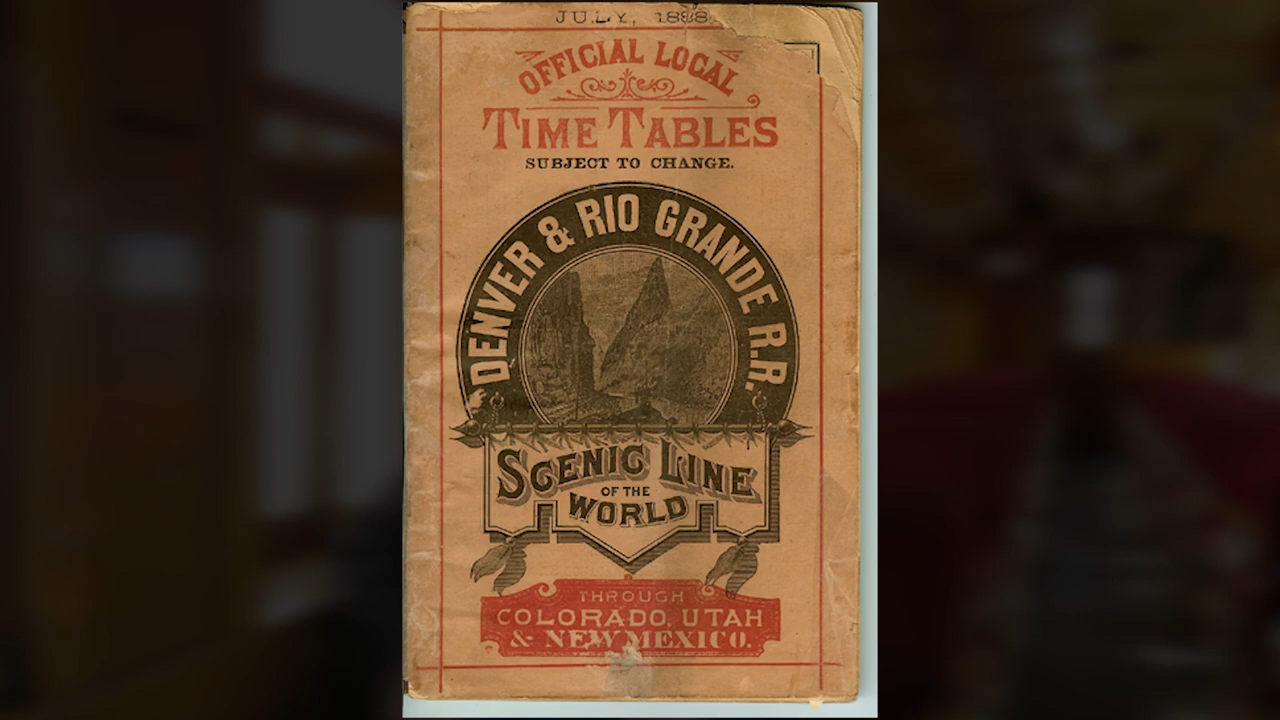 JULY, 1888
OFFICIAL LOCAL
TIME TABLES
SUBJECT TO CHANGE.
DENVER & RIO GRANDE R.R.
SCENIC LINE
OF THE
WORLD
THROUGH
COLORADO, UTAH
& NEW MEXICO.